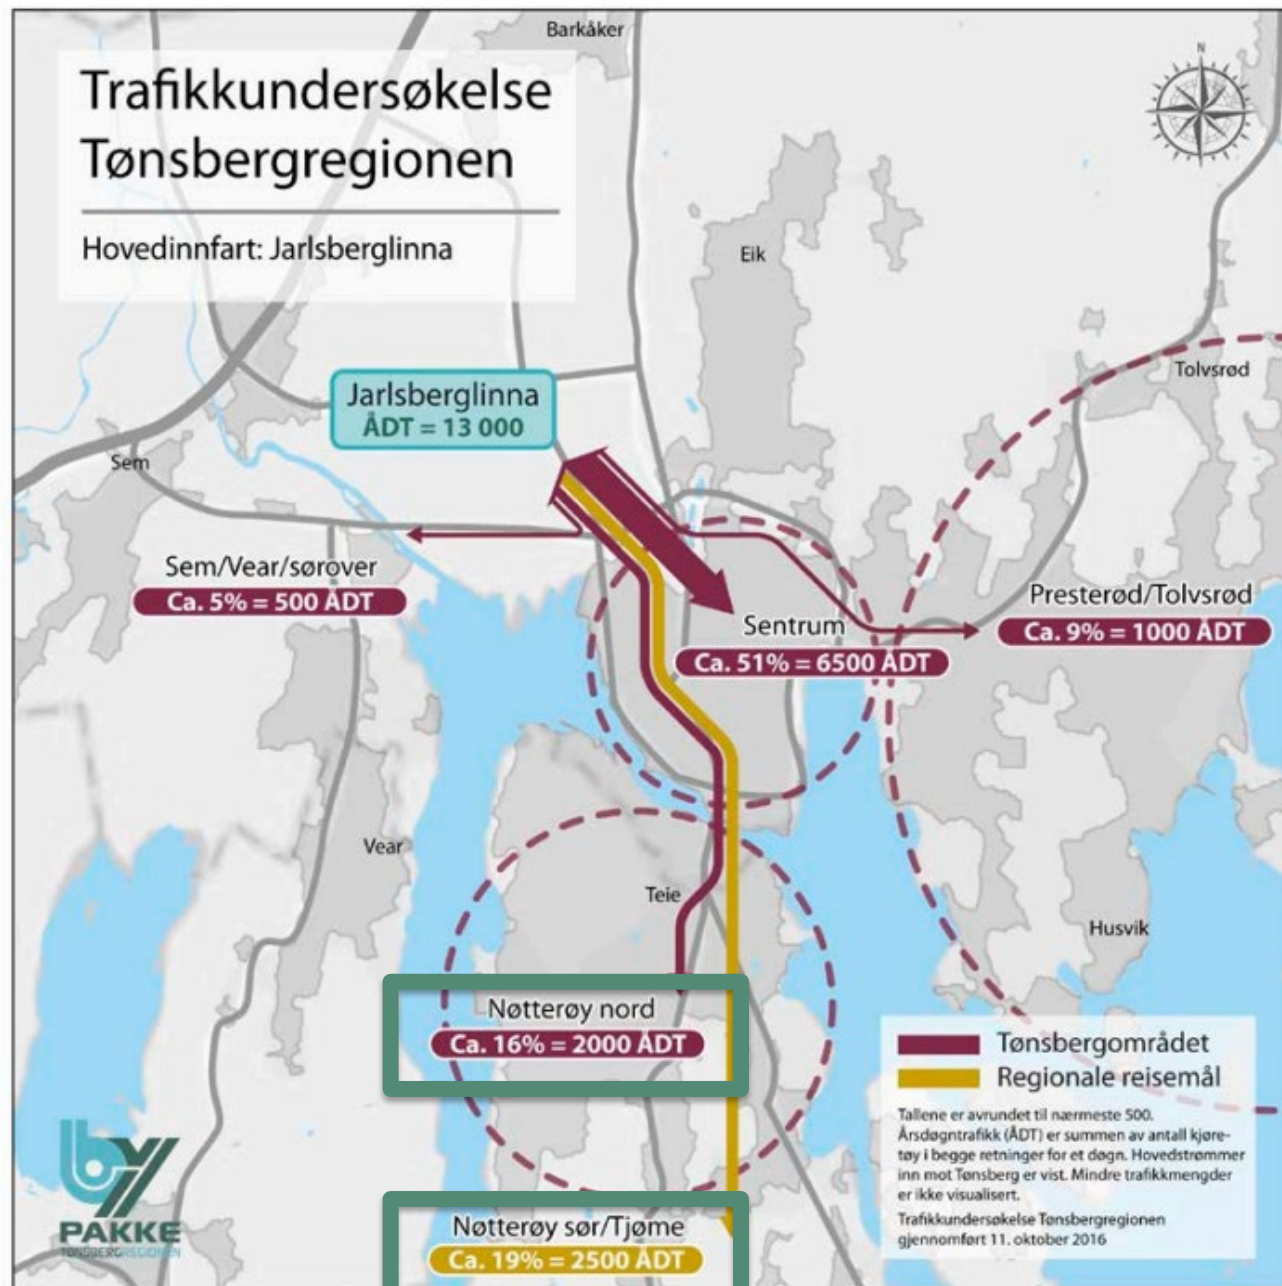 Trafikkundersøkelse
Tønsbergregionen
Hovedinnfart: Jarlsberglinna
Barkåker
N
Eik
Tolvsrød
Jarlsberglinna
ÅDT = 13 000
Sem
Sem/Vear/sørover
Ca. 5% = 500 ÅDT
Presterød/Tolvsrød
Ca. 9% = 1000 ÅDT
Sentrum
Ca. 51% = 6500 ÅDT
Vear
Teie
Husvik
Nøtterøy nord
Ca. 16% = 2000 ÅDT
Nøtterøy sør/Tjøme
Ca. 19% = 2500 ÅDT
Tønsbergområdet
Regionale reisemål
Tallene er avrundet til nærmeste 500.
Årsdøgntrafikk (ÅDT) er summen av antall kjøre-
tøy i begge retninger for et døgn. Hovedstrømmer
inn mot Tønsberg er vist. Mindre trafikkmengder
er ikke visualisert.
Trafikkundersøkelse Tønsbergregionen
gjennomført 11. oktober 2016
by
PAKKE
TØNSBERGREGIONEN